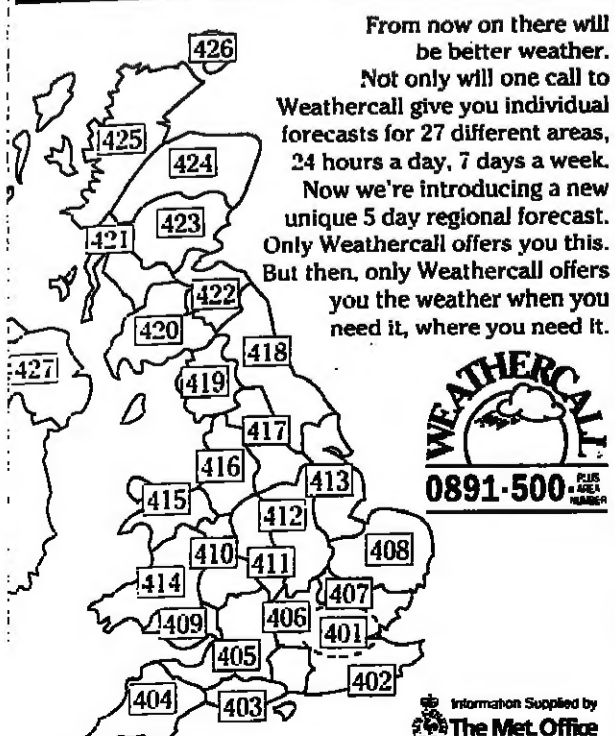 From now on there will
be better weather.
Not only will one call to
Weathercall give you individual
forecasts for 27 different areas,
24 hours a day, 7 days a week.
Now we're introducing a new
unique 5 day regional forecast.
Only Weathercall offers you this.
But then, only Weathercall offers
you the weather when you
need it, where you need it.
WEATHERCALL
0891-500-
PLUS
AREA
NUMBER
426
425
424
423
421
422
420
418
427
419
417
416
413
415
412
408
410
411
414
407
409
406
401
405
402
404
403
Information Supplied by
The Met. Office